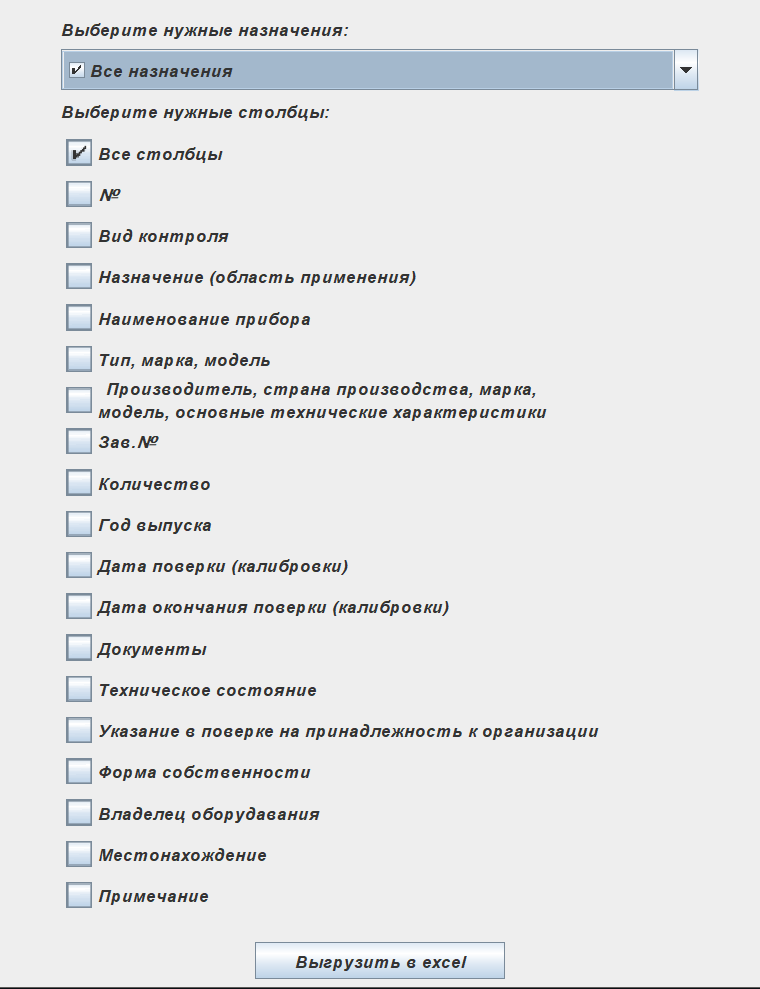 Выберите нужные назначения:
Все назначения
Выберите нужные столбцы:
Все столбцы
№
Вид контроля
Назначение (область применения)
Наименование прибора
Тип, марка, модель
Производитель, страна производства, марка,
модель, основные технические характеристики
Зав.№
Количество
Год выпуска
Дата поверки (калибровки)
Дата окончания поверки (калибровки)
Документы
Техническое состояние
Указание в поверке на принадлежность к организации
Форма собственности
Владелец оборудавания
Местонахождение
Примечание
Выгрузить в excel